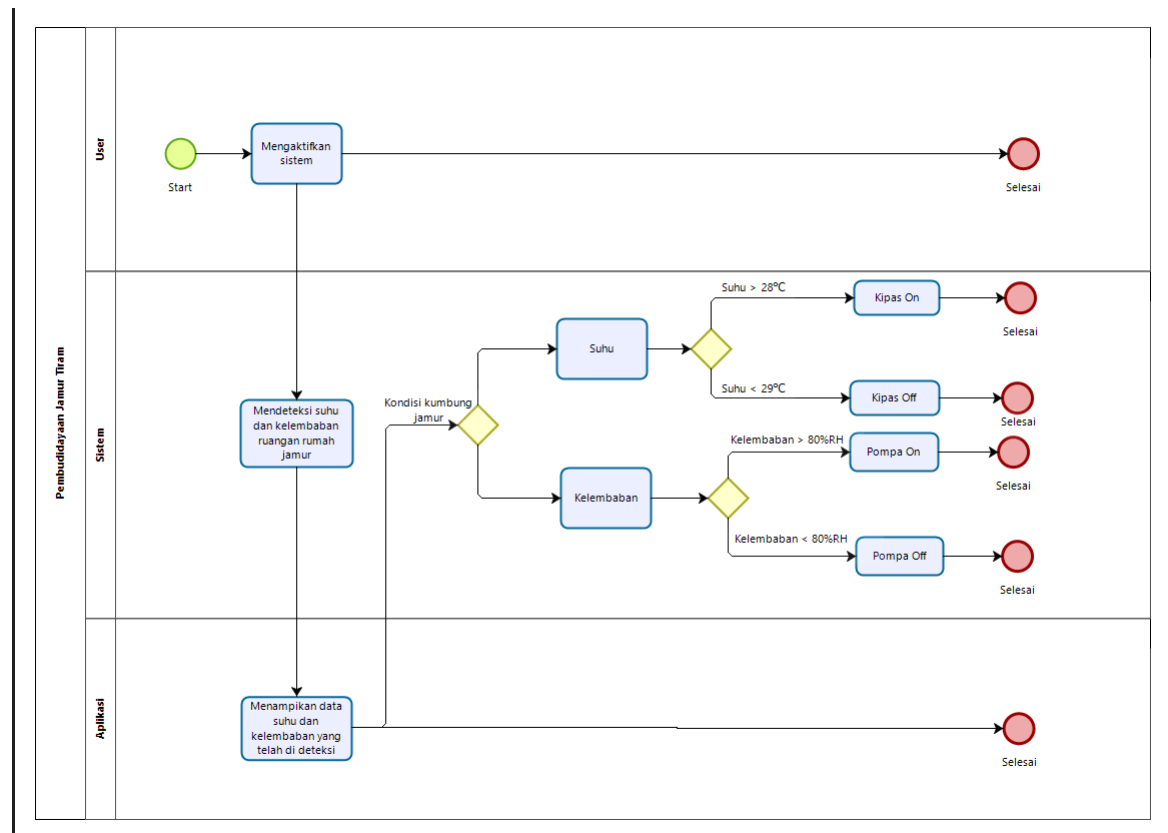 Pembudidayaan Jamur Tiram
User
Start
Mengaktifkan
sistem
Selesai
Sistem
Mendeteksi suhu
dan kelembaban
ruangan rumah
jamur
Kondisi kumbung
jamur
Suhu
Suhu > 28°C
Kipas On
Selesai
Suhu < 29°C
Kipas Off
Selesai
Kelembaban
Kelembaban > 80%RH
Pompa On
Selesai
Kelembaban < 80%RH
Pompa Off
Selesai
Aplikasi
Menampikan data
suhu dan
kelembaban yang
telah di deteksi
Selesai